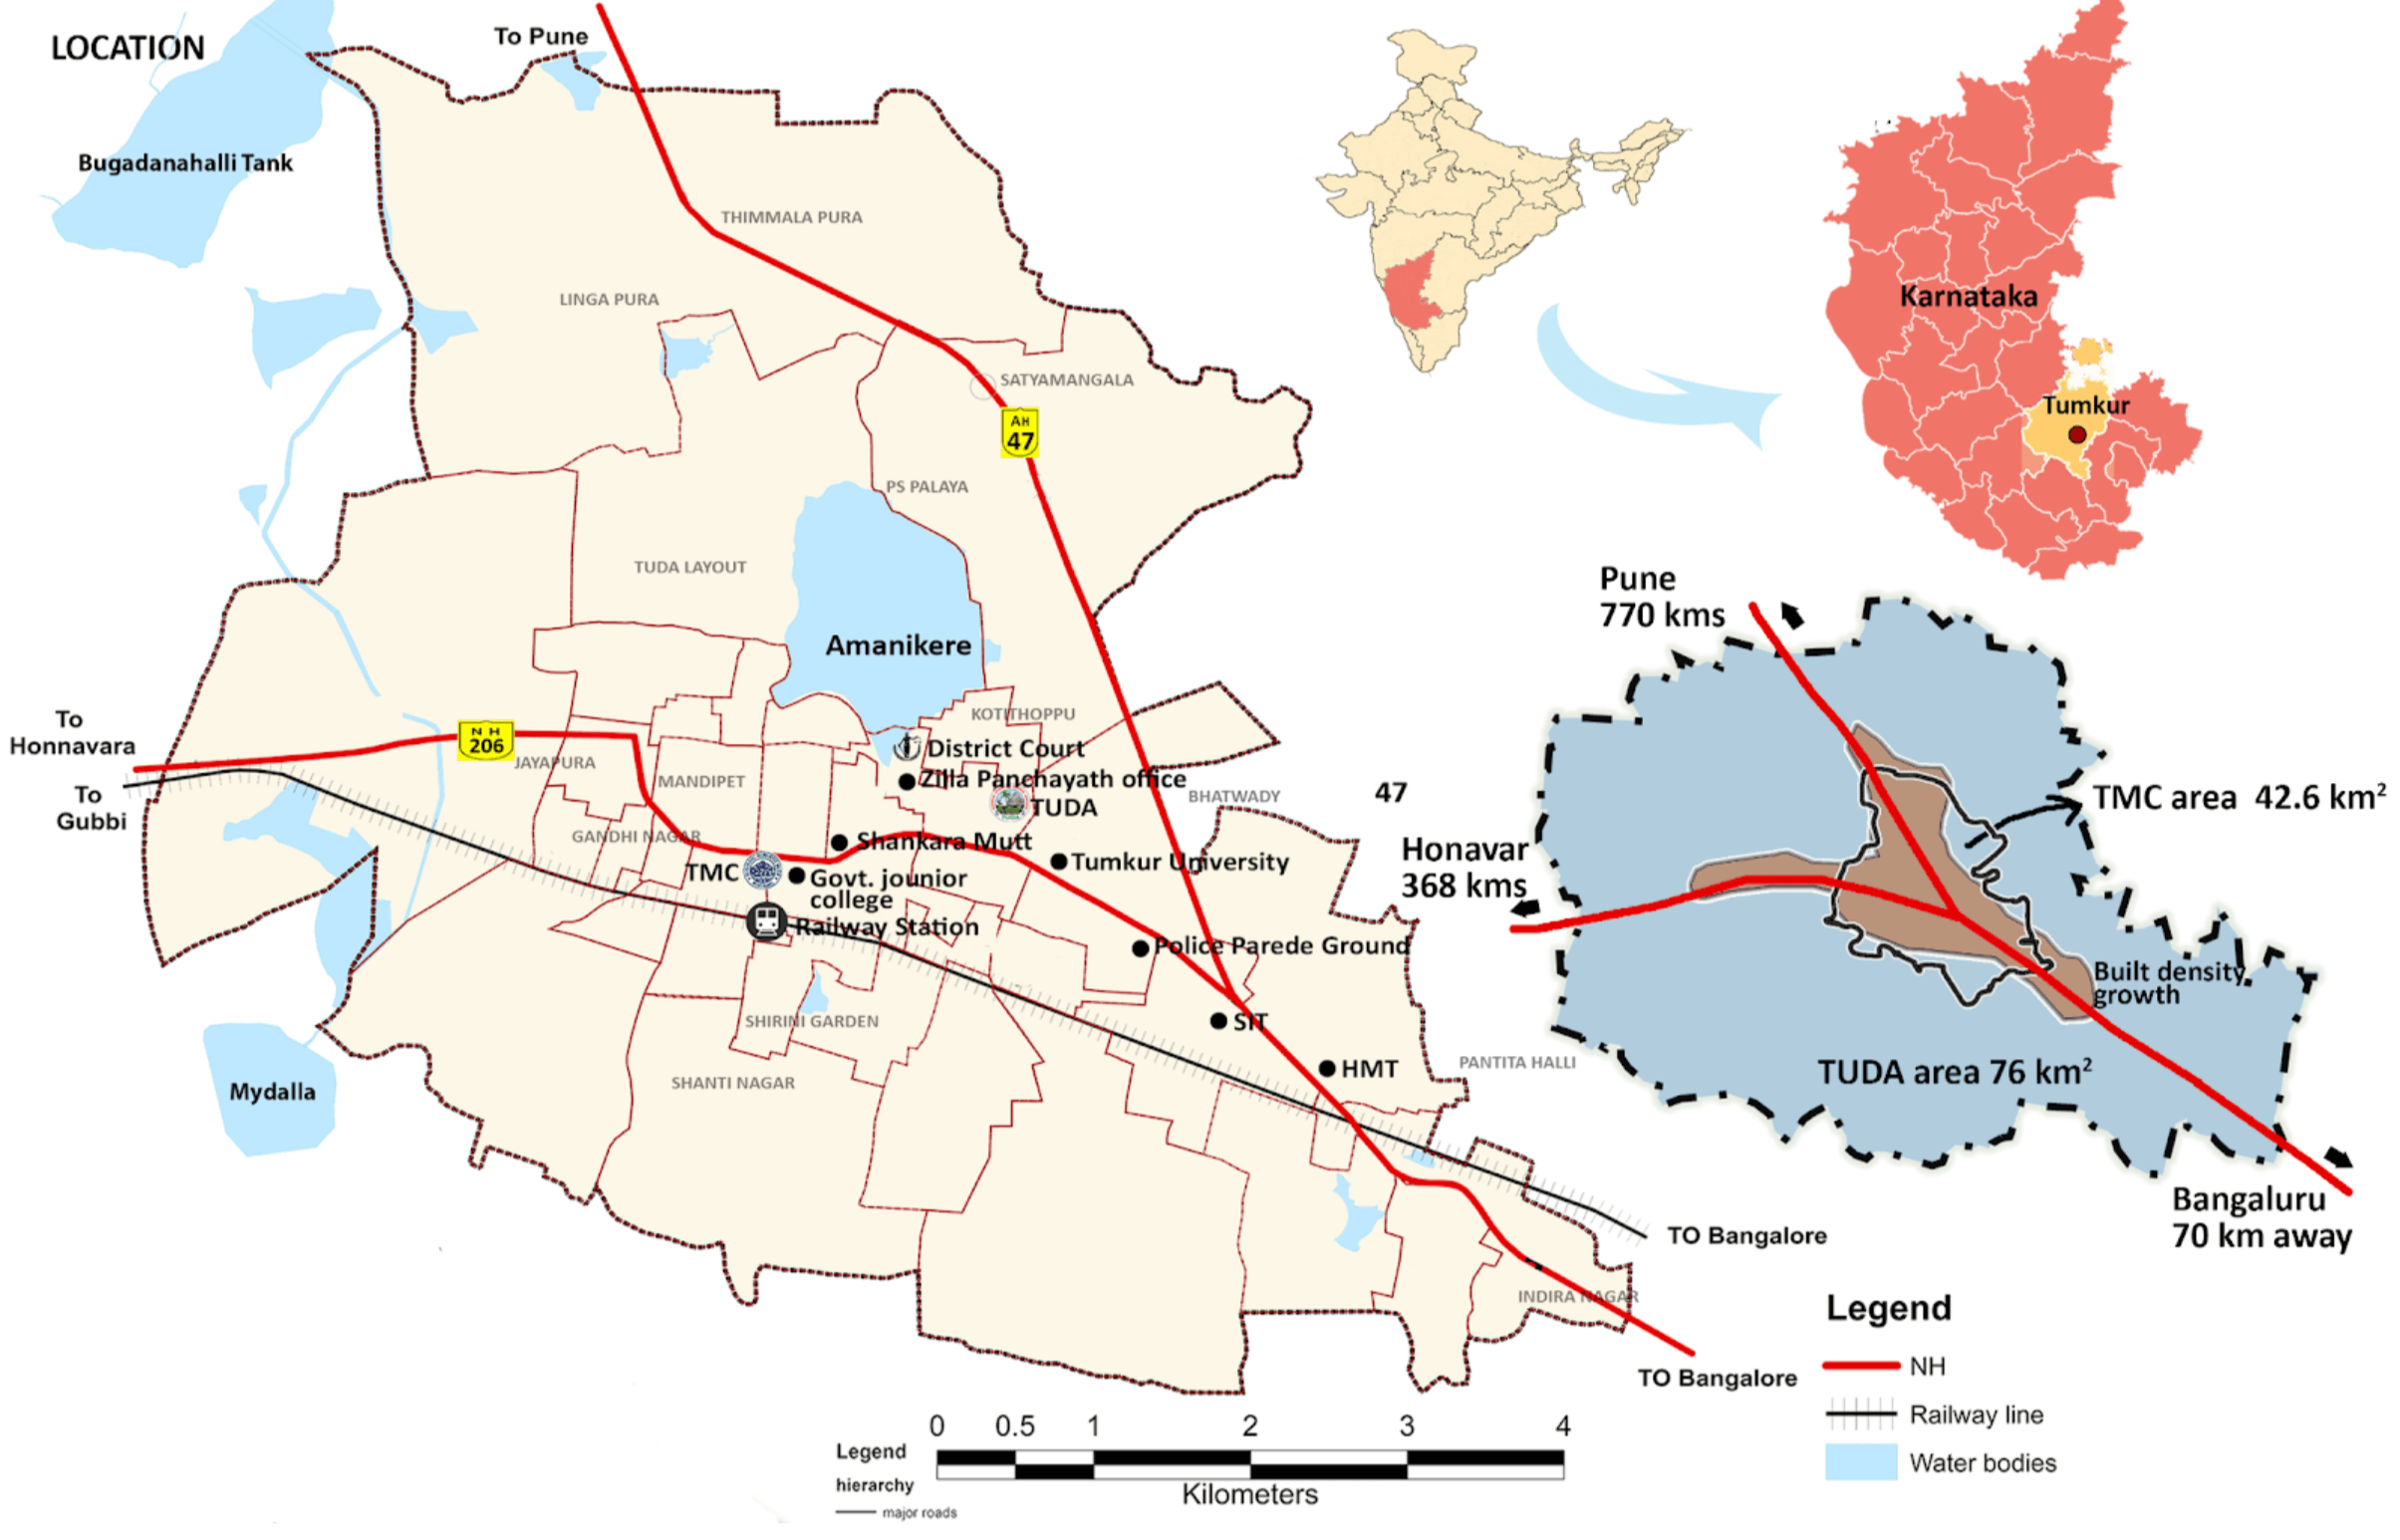 LOCATION
To Pune
Bugadanahalli Tank
THIMMALA PURA
LINGA PURA
SATYAMANGALA
AH
47
PS PALAYA
TUDA LAYOUT
Amanikere
KOTITHOPPU
To
Honnavara
N H
206
JAYAPURA
District Court
MANDIPET
Zilla Panchayath office
To
Gubbi
TUDA
BHATWADY
47
GANDHI NAGAR
Shankara Mutt
TMC
Tumkur University
Govt. jounior
college
Railway Station
Police Parede Ground
SHIRINI GARDEN
SIT
SHANTI NAGAR
HMT
PANTITA HALLI
Mydalla
TO Bangalore
INDIRA NAGAR
TO Bangalore
Karnataka
Tumkur
Pune
770 kms
TMC area 42.6 km²
Honavar
368 kms
Built density
growth
TUDA area 76 km²
Bangaluru
70 km away
Legend
NH
Railway line
Water bodies
0 0.5 1 2 3 4
Kilometers
Legend
hierarchy
major roads